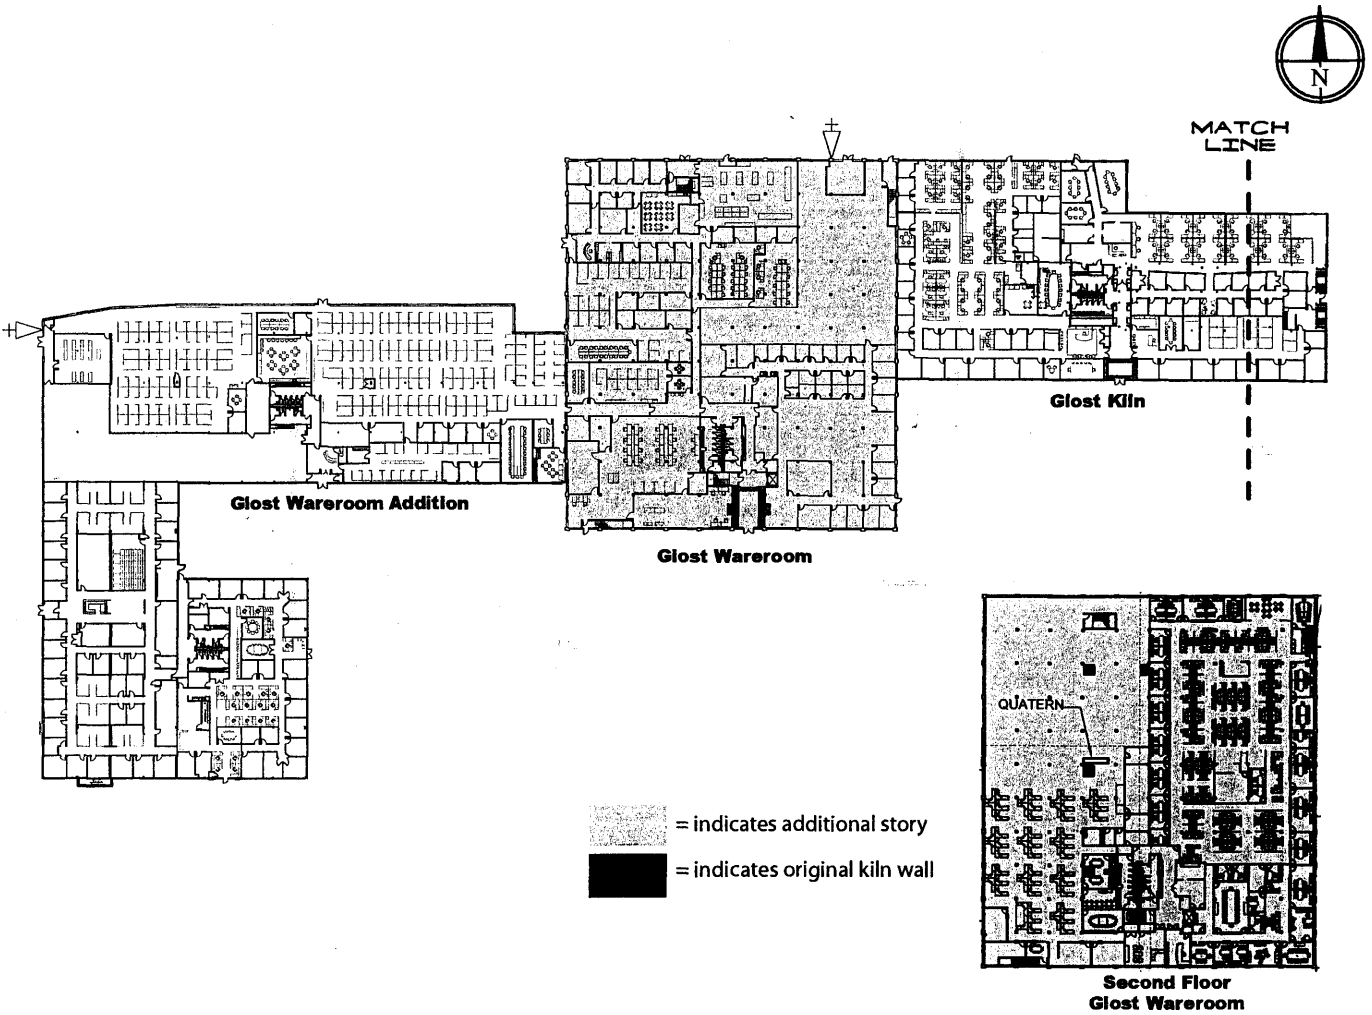 N
MATCH
LINE
Glost Kiln
Glost Wareroom Addition
Glost Wareroom
QUATERN
= indicates additional story
= indicates original kiln wall
Second Floor
Glost Wareroom